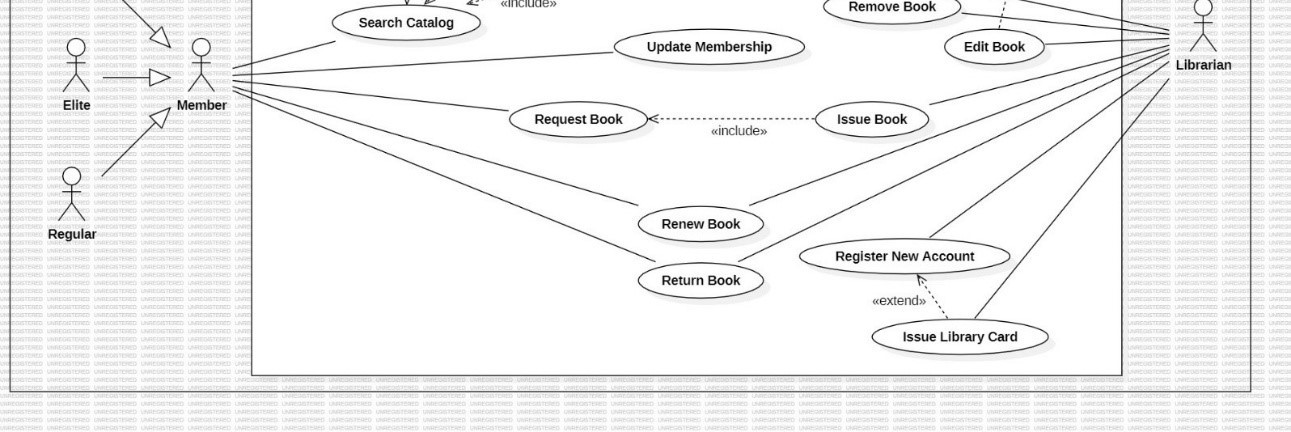 «include»
Remove Book
Search Catalog
Update Membership
Edit Book
Librarian
Elite
Member
Request Book
«include»
Issue Book
Renew Book
Regular
Register New Account
Return Book
«extend»
Issue Library Card
UNREGISTERED